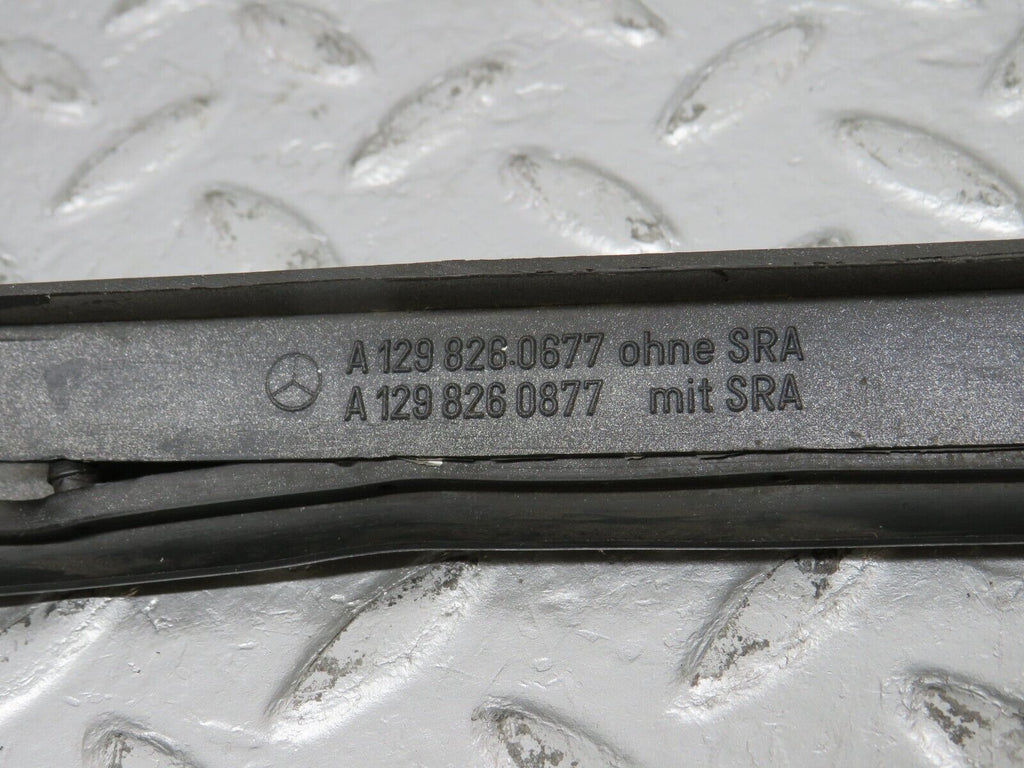 A 129 826 0677 ohne SRA
A 129 826 0877 mit SRA